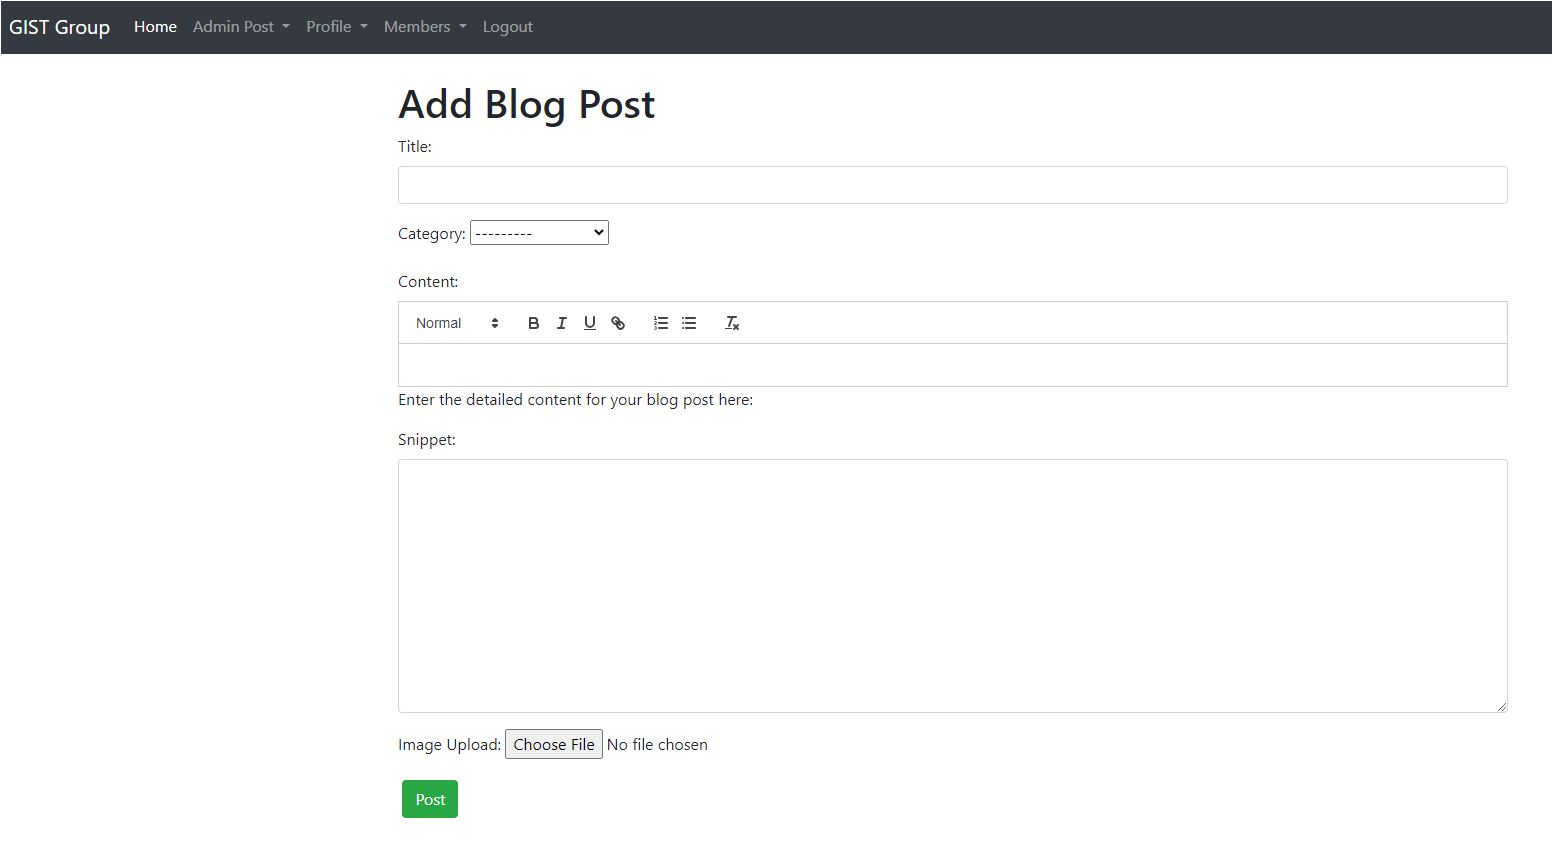 GIST Group Home Admin Post Profile Members Logout
Add Blog Post
Title:
Category: ---------
Content:
Normal B I U
Enter the detailed content for your blog post here:
Snippet:
Image Upload: Choose File No file chosen
Post